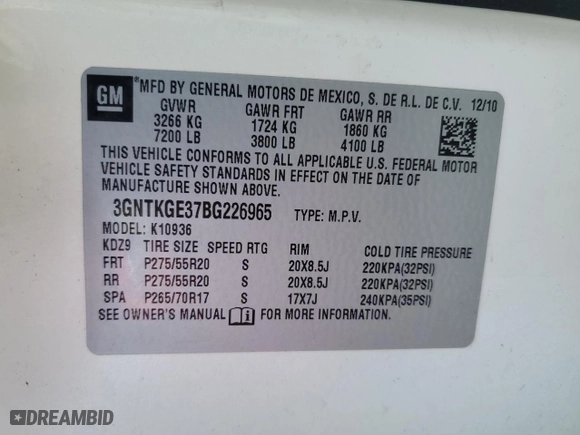 GM
*MFD BY GENERAL MOTORS DE MEXICO, S. DE R.L. DE C.V. 12/10
GVWR GAWR FRT GAWR RR
3266 KG 1724 KG 1860 KG
7200 LB 3800 LB 4100 LB
THIS VEHICLE CONFORMS TO ALL APPLICABLE U.S. FEDERAL MOTOR
VEHICLE SAFETY STANDARDS IN EFFECT ON THE DATE OF
MANUFACTURE SHOWN ABOVE.
3GNTKGE37BG226965 TYPE: M.P.V.
MODEL: K10936
KDZ9 TIRE SIZE SPEED RTG RIM COLD TIRE PRESSURE
FRT P275/55R20 S 20X8.5J 220KPA(32PSI)
RR P275/55R20 S 20X8.5J 220KPA(32PSI)
SPA P265/70R17 S 17X7J 240KPA(35PSI)
SEE OWNER'S MANUAL FOR MORE INFORMATION.
DREAMBID